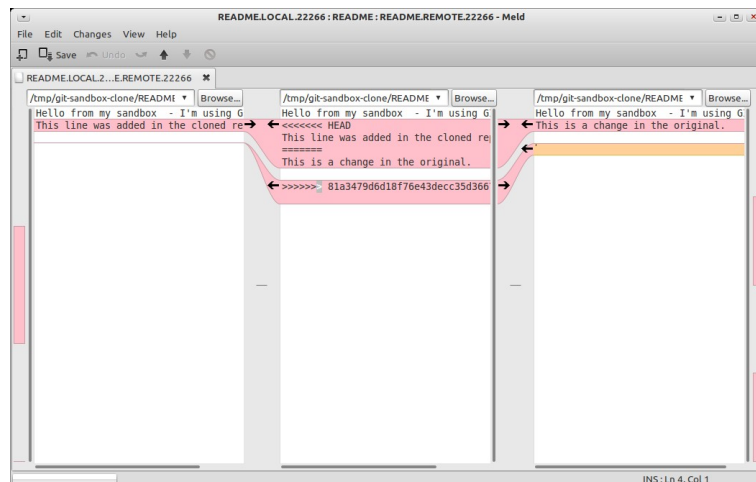 README.LOCAL.22266 : README : README.REMOTE.22266 - Meld
File Edit Changes View Help
Save Undo
README.LOCAL.2...E.REMOTE.22266
/tmp/git-sandbox-clone/README Browse...
Hello from my sandbox - I'm using G
This line was added in the cloned re
/tmp/git-sandbox-clone/README Browse...
Hello from my sandbox - I'm using G
<<<<<<< HEAD
This line was added in the cloned rep
=======
This is a change in the original.
>>>>>>> 81a3479d6d18f76e43decc35d366
/tmp/git-sandbox-clone/README Browse...
Hello from my sandbox - I'm using G
This is a change in the original.
INS : Ln 4, Col 1